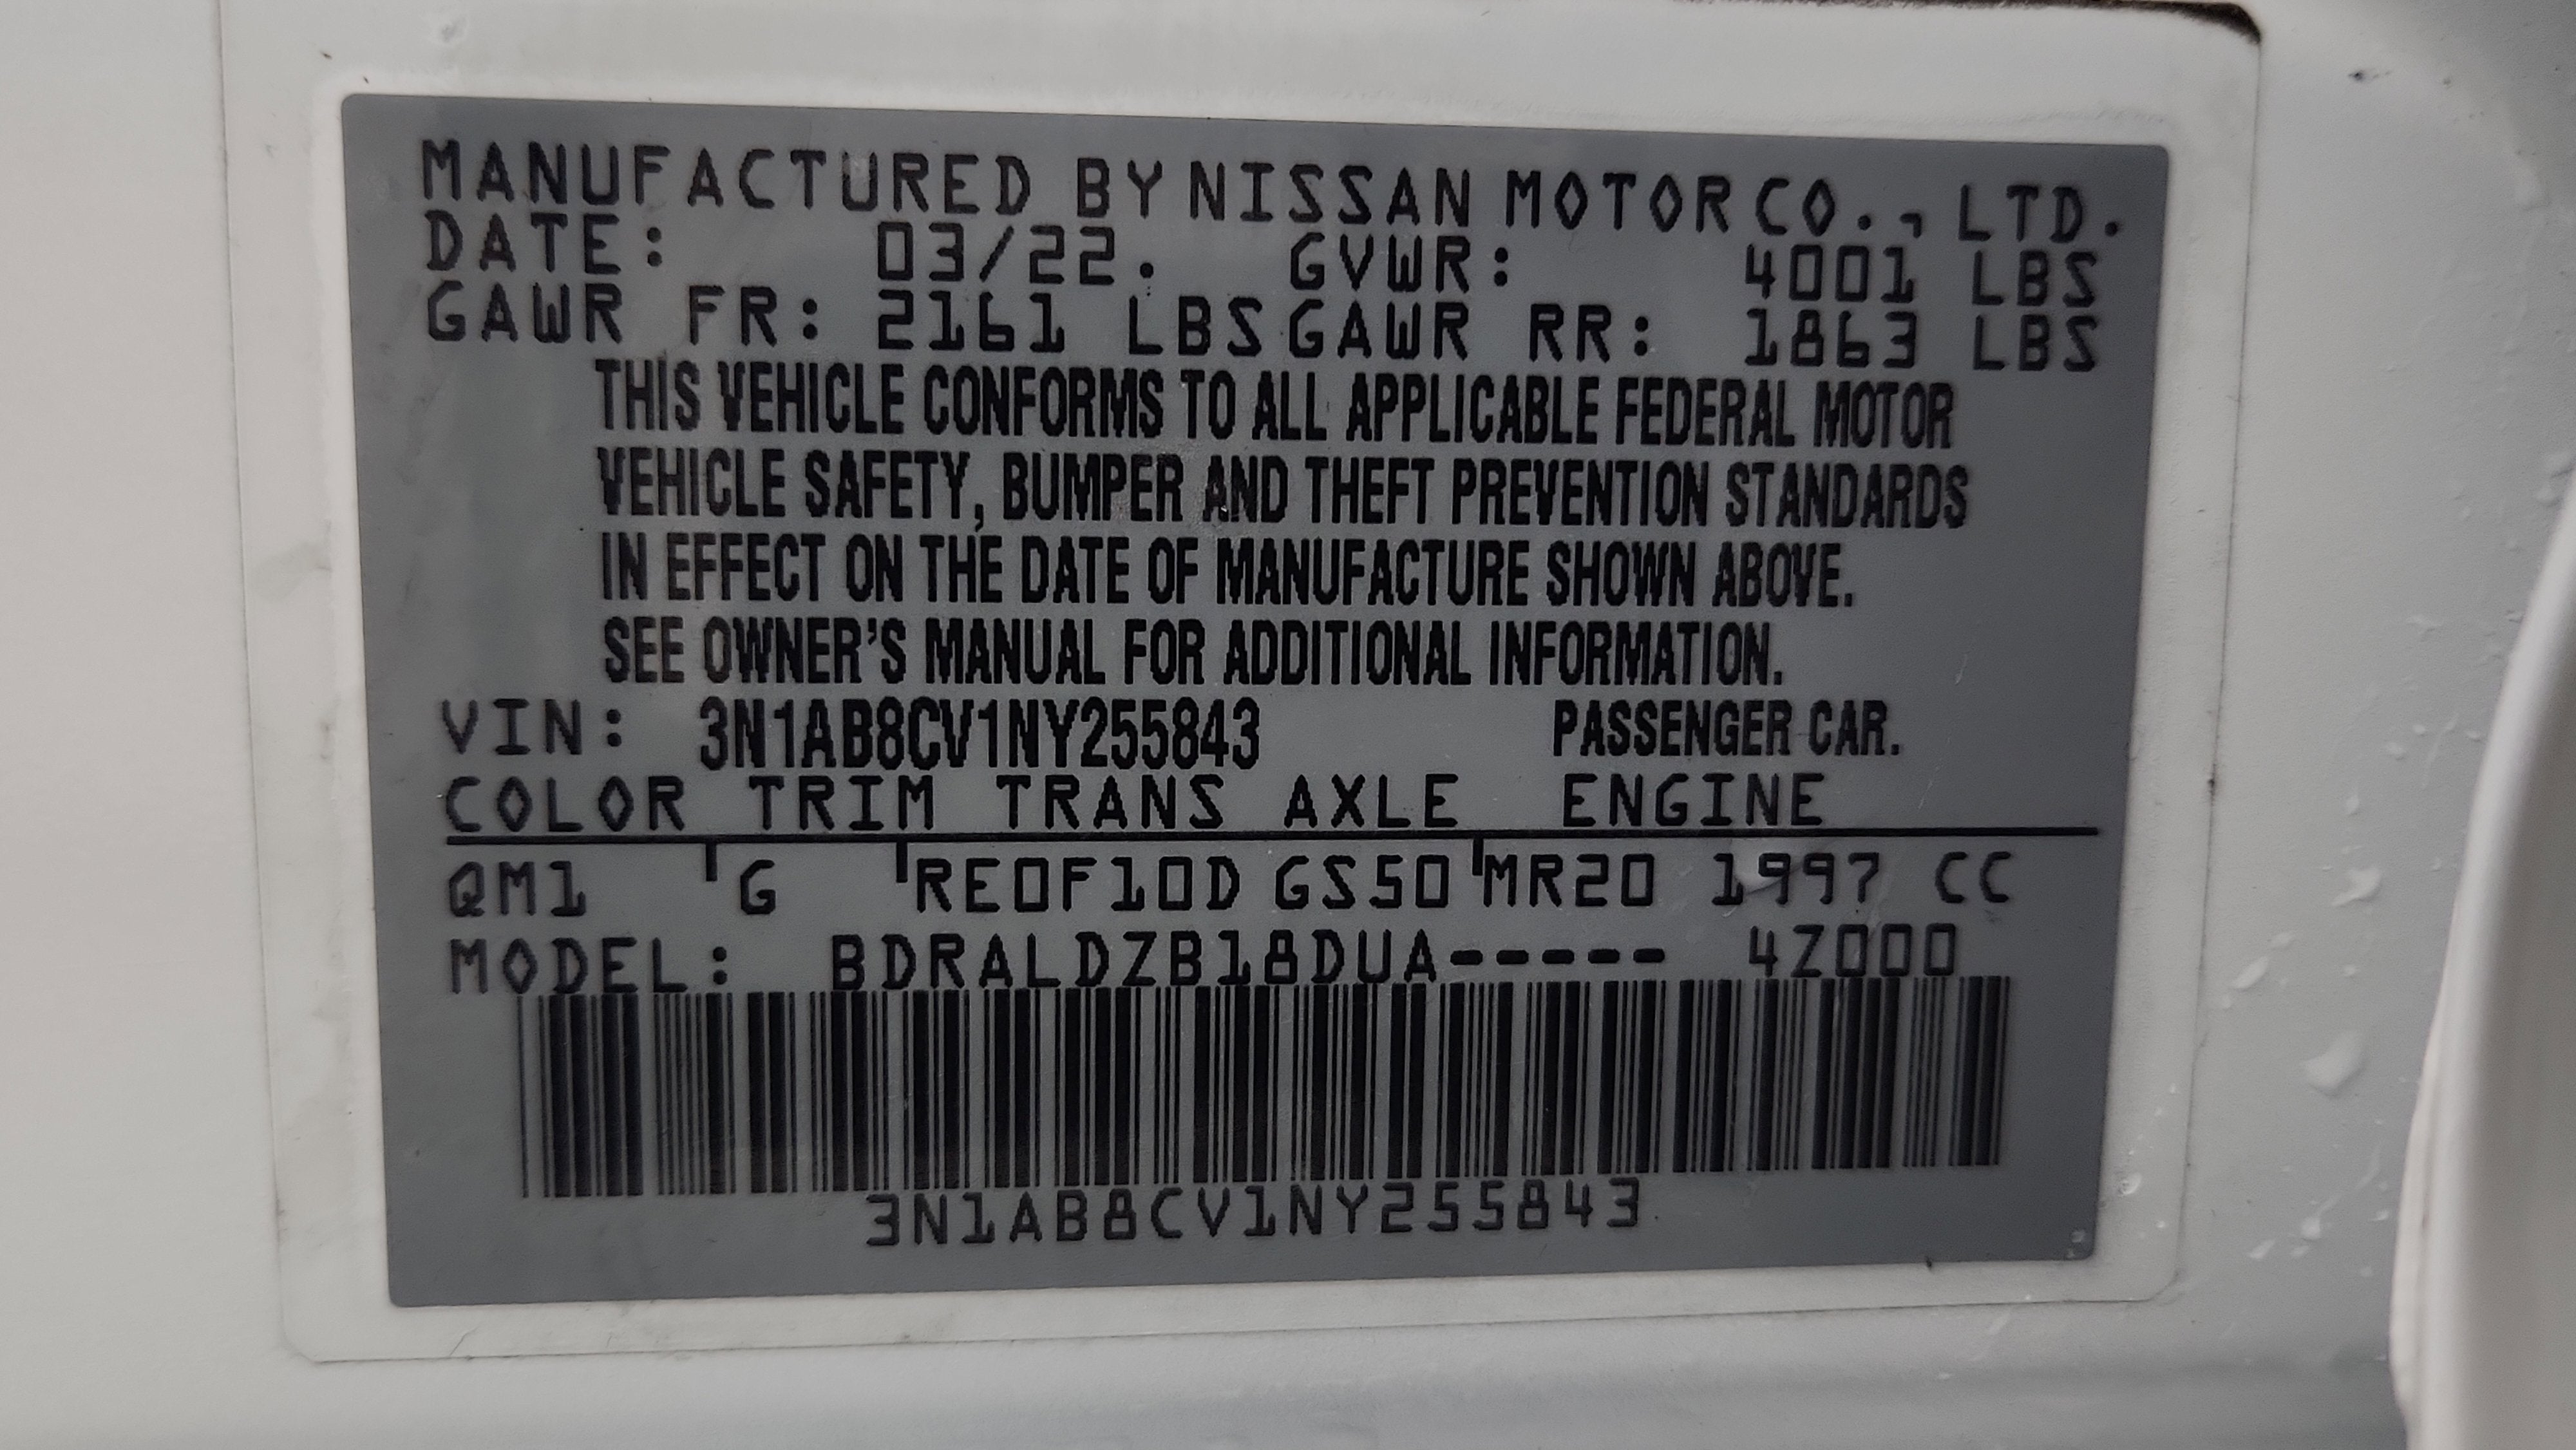 MANUFACTURED BY NISSAN MOTOR CO., LTD.
DATE: 03/22. GVWR: 4001 LBS
GAWR FR: 2161 LBS GAWR RR: 1863 LBS
THIS VEHICLE CONFORMS TO ALL APPLICABLE FEDERAL MOTOR
VEHICLE SAFETY, BUMPER AND THEFT PREVENTION STANDARDS
IN EFFECT ON THE DATE OF MANUFACTURE SHOWN ABOVE.
SEE OWNER'S MANUAL FOR ADDITIONAL INFORMATION.
VIN: 3N1AB8CV1NY255843 PASSENGER CAR.
COLOR TRIM TRANS AXLE ENGINE
QM1 G RE0F10D GS50 MR20 1997 CC
MODEL: BDRALDZB18DUA----- 4Z000
3N1AB8CV1NY255843